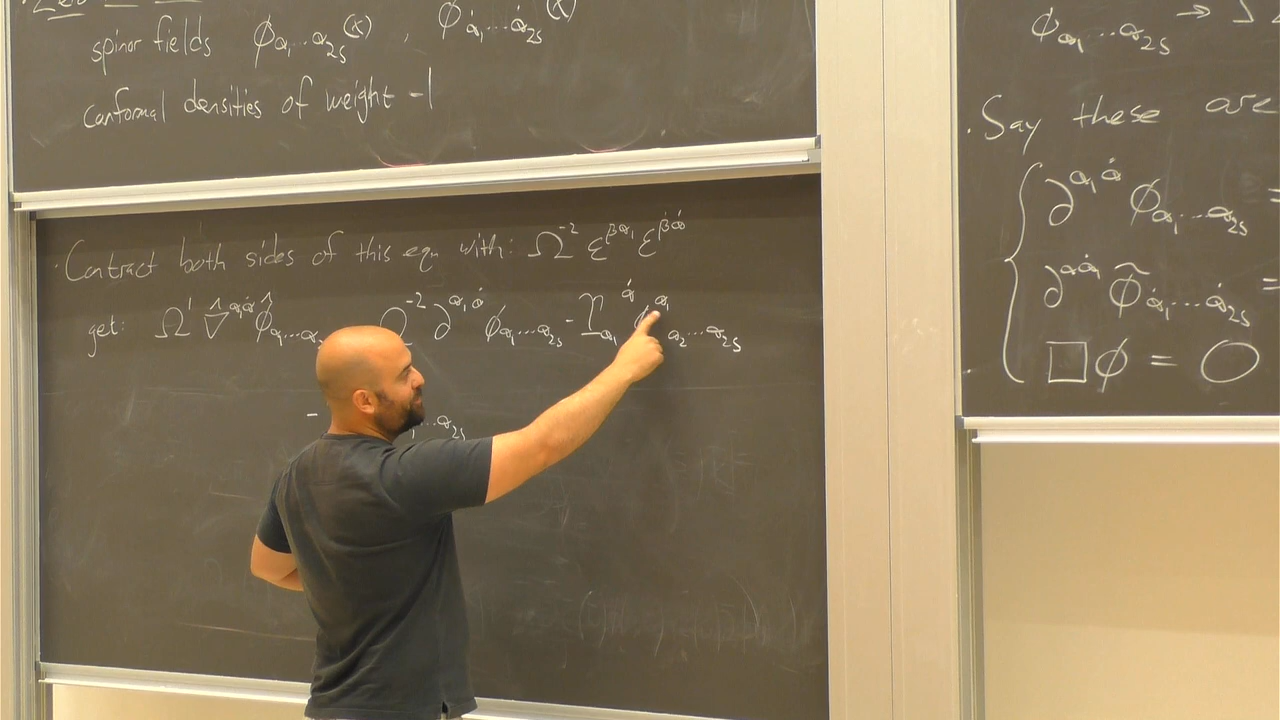 spinor fields ϕ_{α₁...α₂ₛ}(x) , ϕ̃_{α̇₁...α̇₂ₛ}(x)
conformal densities of weight -1
· Contract both sides of this eqn with: Ω⁻² ε^{βα₁} ε^{β̇α̇}
get: Ω¹ ∇̂^{α₁α̇} ϕ̂_{α₁...α₂ₛ} Ω⁻² ∂^{α₁α̇} ϕ_{α₁...α₂ₛ} - Υ_{α₁}^{α̇} ϕ^{α₁}_{α₂...α₂ₛ}
- ...α₂ₛ
ϕ_{α₁...α₂ₛ} → Ω
· Say these are
∂^{α₁α̇} ϕ_{α₁...α₂ₛ} =
∂^{αα̇₁} ϕ̃_{α̇₁...α̇₂ₛ} =
□ϕ = 0